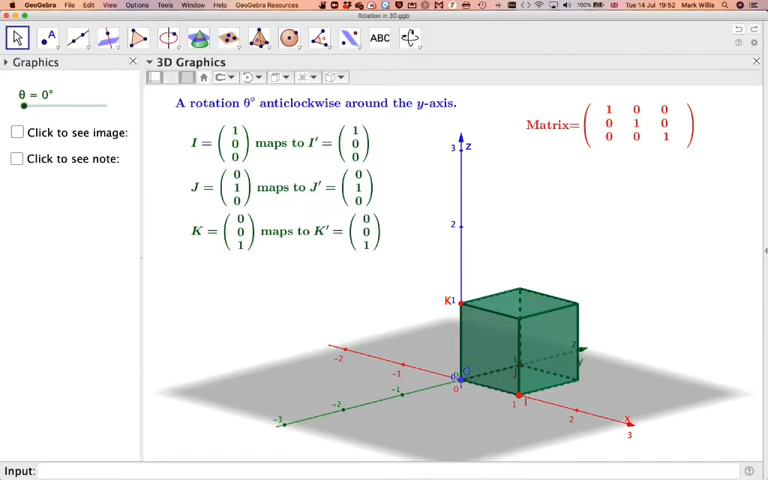 GeoGebra File Edit View Options Tools Window Help GeoGebra Resources 100% Tue 14 Jul 19:52 Mark Willis
Rotation in 3D.ggb
ABC
Graphics
3D Graphics
θ = 0°
Click to see image:
Click to see note:
A rotation θ° anticlockwise around the y-axis.
I = ( 1 0 0 ) maps to I′ = ( 1 0 0 )
J = ( 0 1 0 ) maps to J′ = ( 0 1 0 )
K = ( 0 0 1 ) maps to K′ = ( 0 0 1 )
Matrix= ( 1 0 0
0 1 0
0 0 1 )
3 z
2
K 1
-2
-1
0
O
0
1 I
2
3
x
J
2
y
-1
-2
-3
Input: